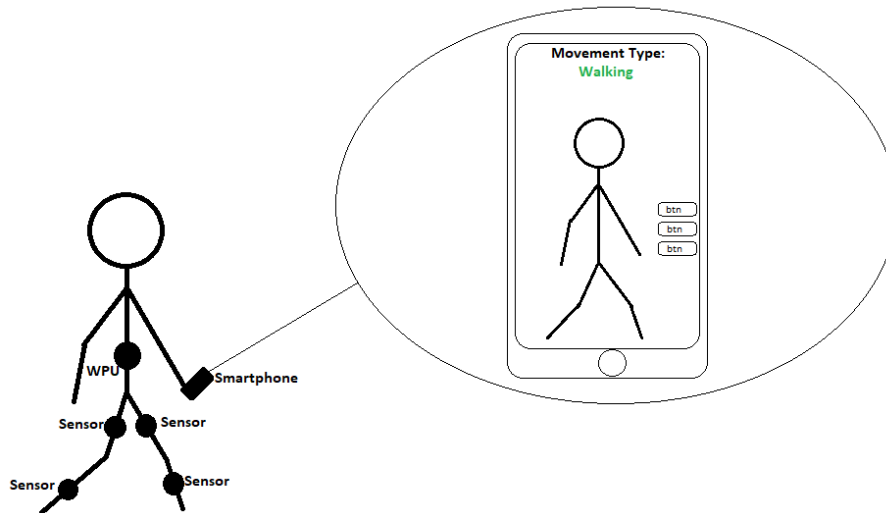 Movement Type:
Walking
btn
btn
btn
WPU
Smartphone
Sensor
Sensor
Sensor
Sensor